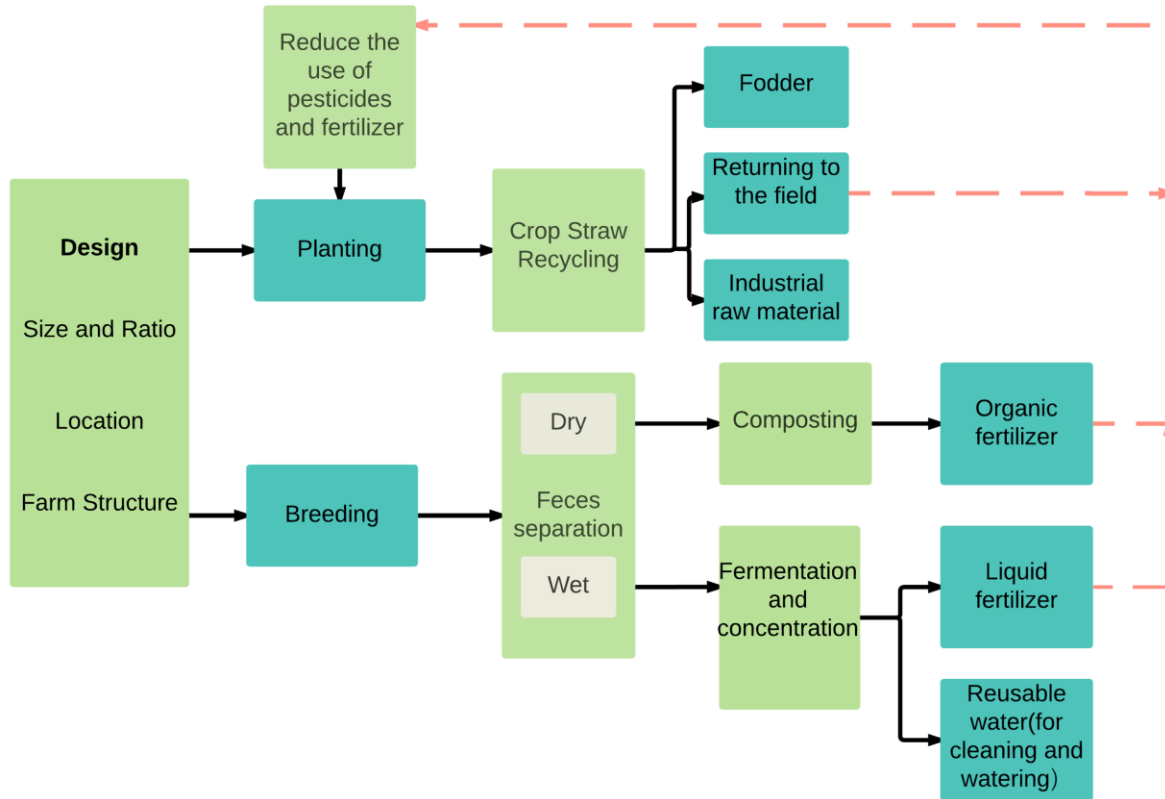 Reduce the
use of
pesticides
and fertilizer
Fodder
Returning to
the field
Industrial
raw material
Design
Size and Ratio
Location
Farm Structure
Planting
Crop Straw
Recycling
Breeding
Dry
Feces
separation
Wet
Composting
Organic
fertilizer
Fermentation
and
concentration
Liquid
fertilizer
Reusable
water(for
cleaning and
watering）